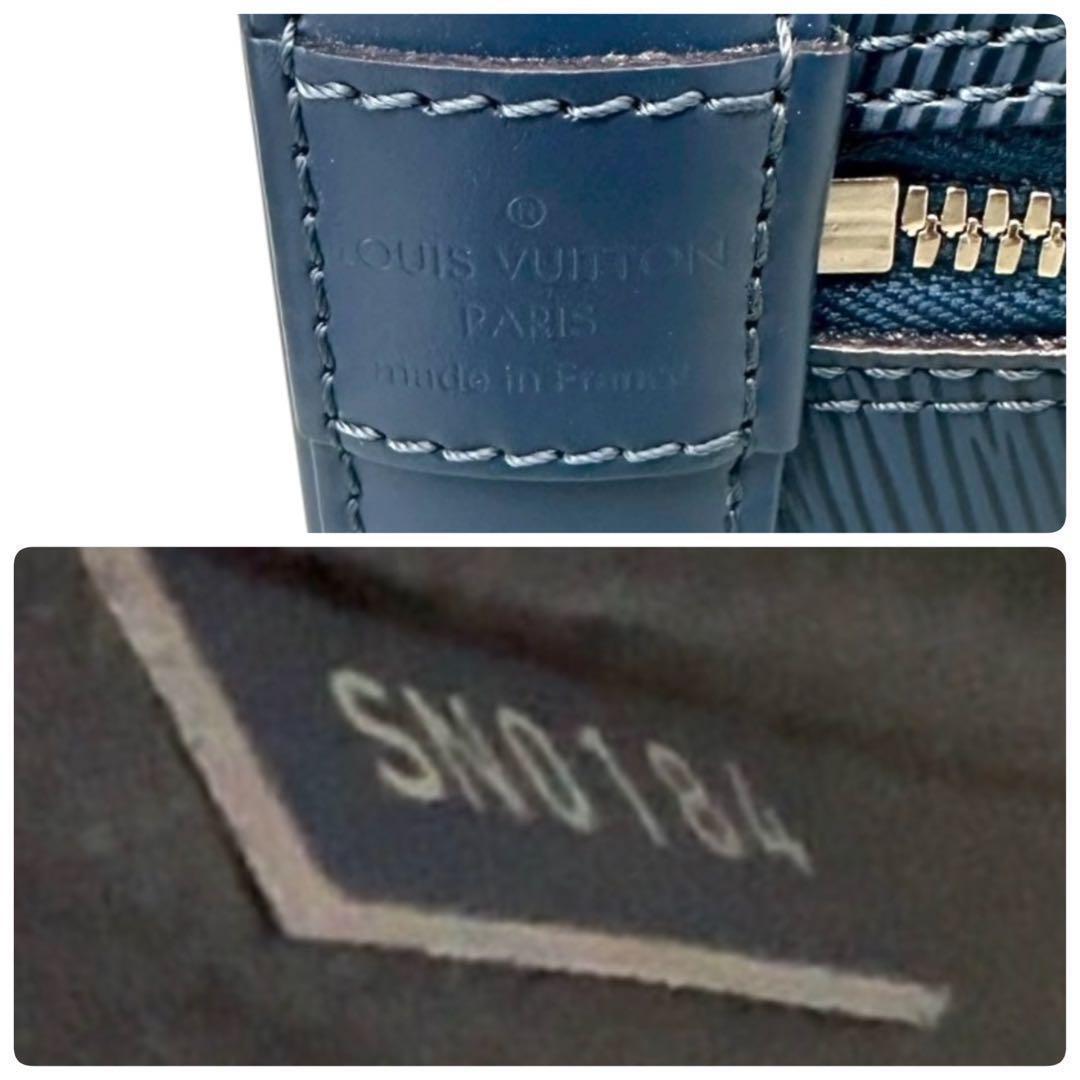 ®
LOUIS VUITTON
PARIS
made in France
SN0184